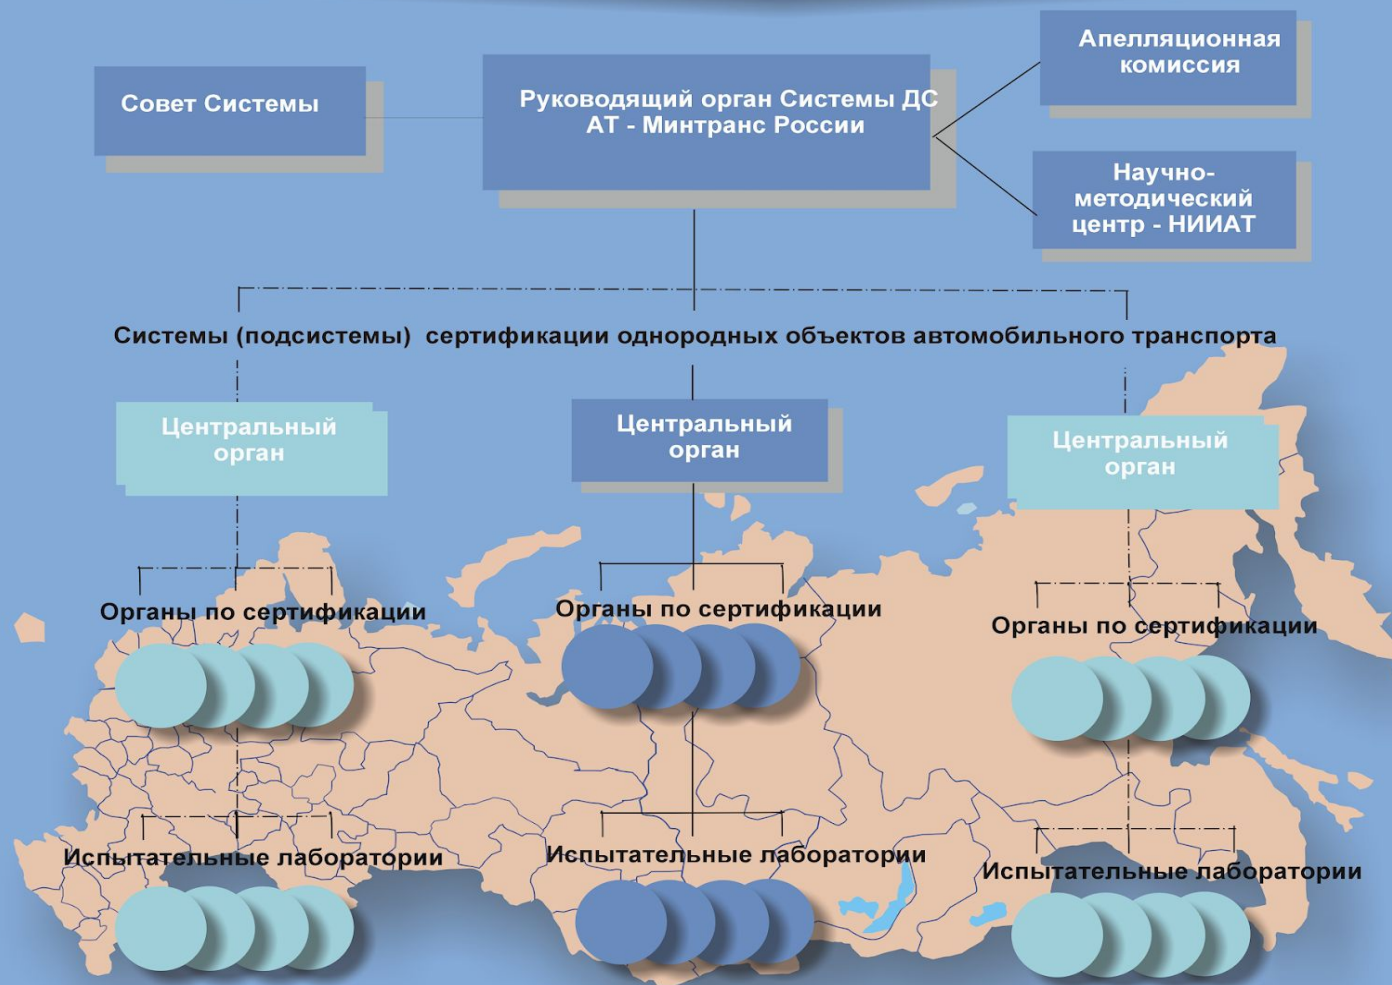 Апелляционная
комиссия
Совет Системы
Руководящий орган Системы ДС
АТ - Минтранс России
Научно-
методический
центр - НИИАТ
Системы (подсистемы) сертификации однородных объектов автомобильного транспорта
Центральный
орган
Центральный
орган
Центральный
орган
Органы по сертификации
Органы по сертификации
Органы по сертификации
Испытательные лаборатории
Испытательные лаборатории
Испытательные лаборатории